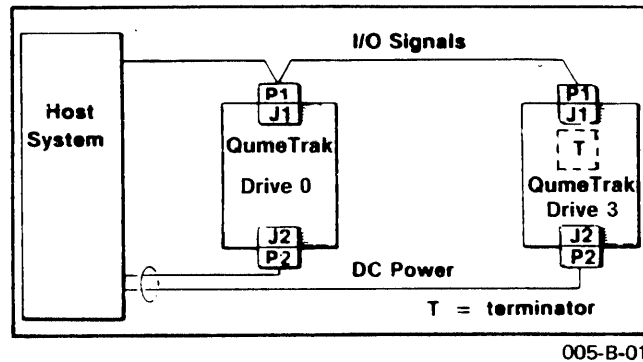 I/O Signals
Host
System
P1
J1
QumeTrak
Drive 0
J2
P2
P1
J1
T
QumeTrak
Drive 3
J2
P2
DC Power
T = terminator
005-B-01